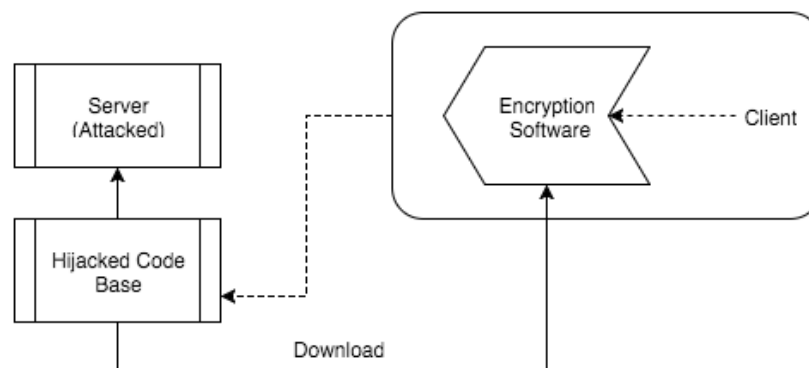 Server
(Attacked)
Encryption
Software
Client
Hijacked Code
Base
Download